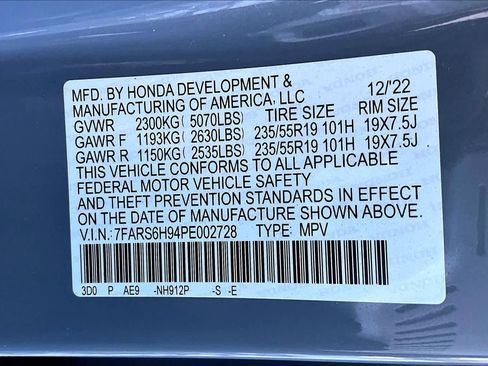 MFD. BY HONDA DEVELOPMENT & 12/'22
MANUFACTURING OF AMERICA, LLC
GVWR 2300KG ( 5070LBS) TIRE SIZE RIM SIZE
GAWR F 1193KG ( 2630LBS) 235/55R19 101H 19X7.5J
GAWR R 1150KG ( 2535LBS) 235/55R19 101H 19X7.5J
THIS VEHICLE CONFORMS TO ALL APPLICABLE
FEDERAL MOTOR VEHICLE SAFETY
AND THEFT PREVENTION STANDARDS IN EFFECT
ON THE DATE OF MANUFACTURE SHOWN ABOVE.
V.I.N.: 7FARS6H94PE002728 TYPE: MPV
3D0 P AE9 -NH912P -S -E